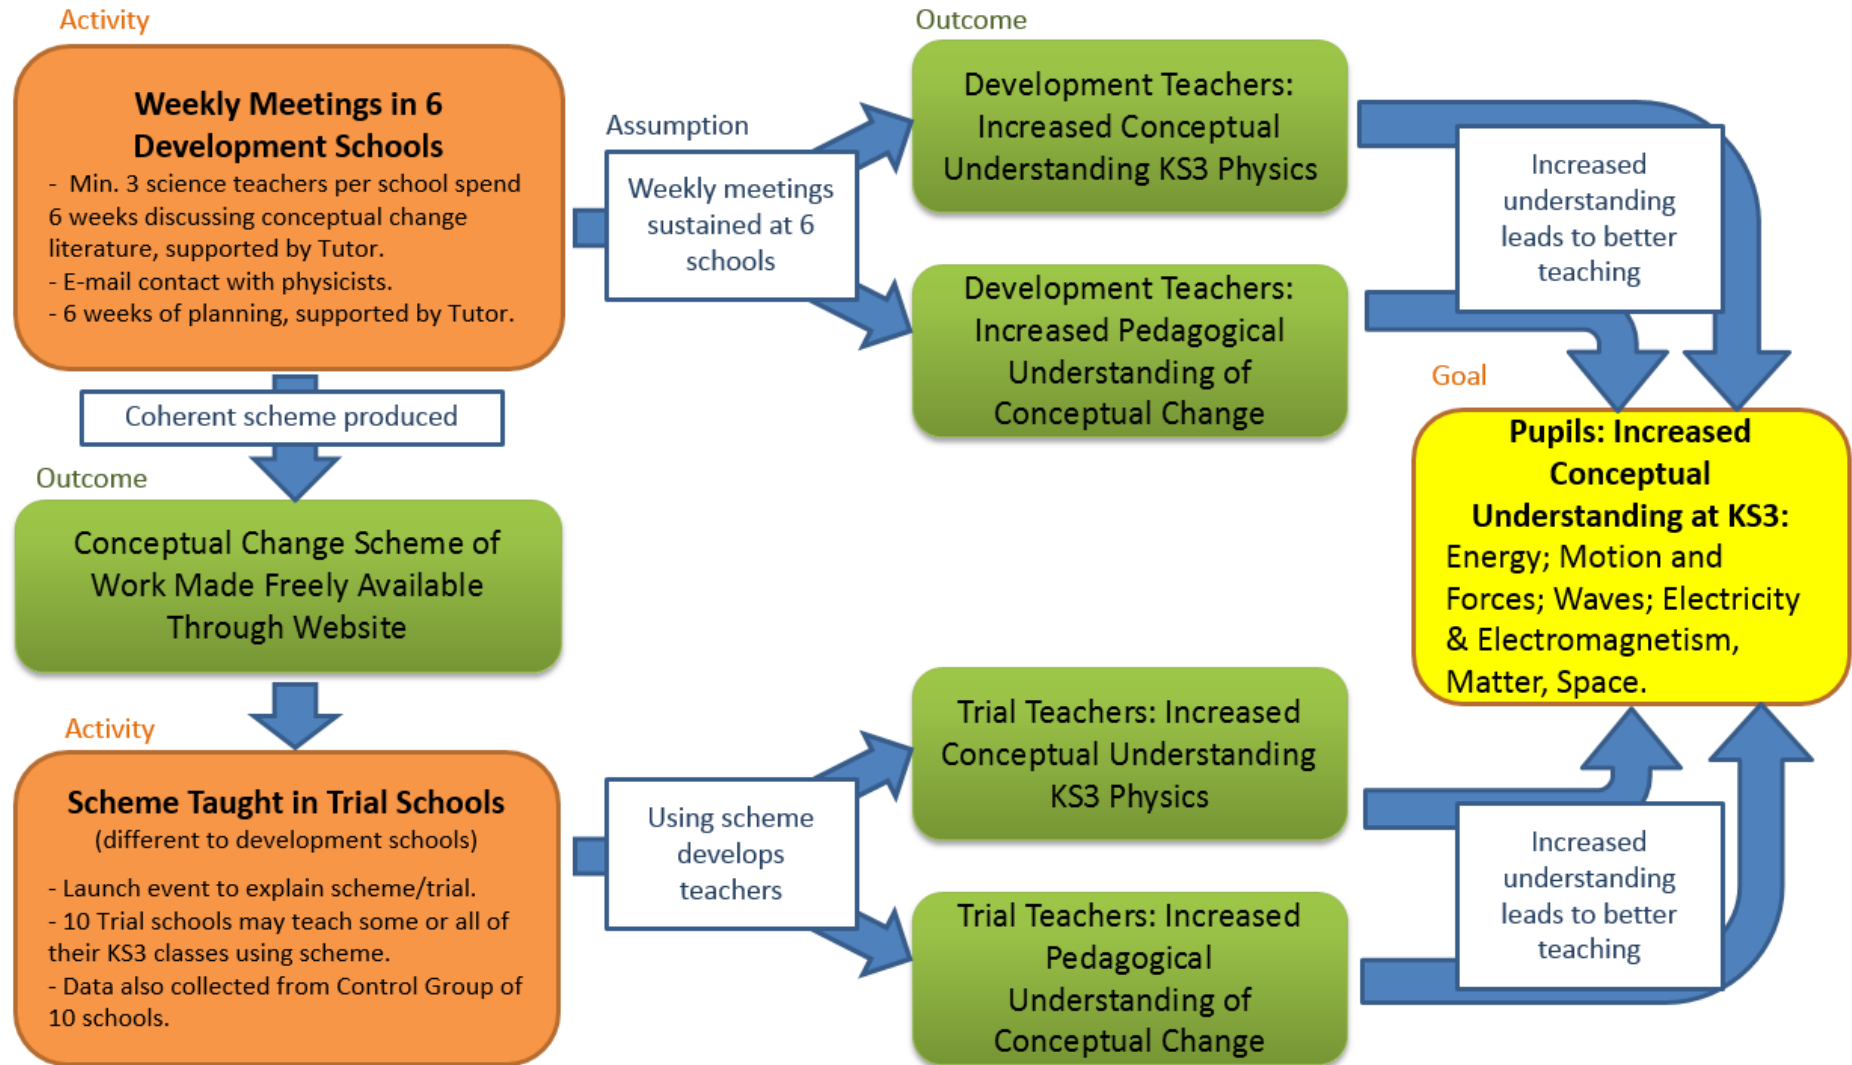 Activity
Weekly Meetings in 6
Development Schools
- Min. 3 science teachers per school spend
6 weeks discussing conceptual change
literature, supported by Tutor.
- E-mail contact with physicists.
- 6 weeks of planning, supported by Tutor.
Assumption
Weekly meetings
sustained at 6
schools
Outcome
Development Teachers:
Increased Conceptual
Understanding KS3 Physics
Development Teachers:
Increased Pedagogical
Understanding of
Conceptual Change
Increased
understanding
leads to better
teaching
Coherent scheme produced
Outcome
Conceptual Change Scheme of
Work Made Freely Available
Through Website
Goal
Pupils: Increased
Conceptual
Understanding at KS3:
Energy; Motion and
Forces; Waves; Electricity
& Electromagnetism,
Matter, Space.
Activity
Scheme Taught in Trial Schools
(different to development schools)
- Launch event to explain scheme/trial.
- 10 Trial schools may teach some or all of
their KS3 classes using scheme.
- Data also collected from Control Group of
10 schools.
Using scheme
develops
teachers
Trial Teachers: Increased
Conceptual Understanding
KS3 Physics
Trial Teachers: Increased
Pedagogical
Understanding of
Conceptual Change
Increased
understanding
leads to better
teaching